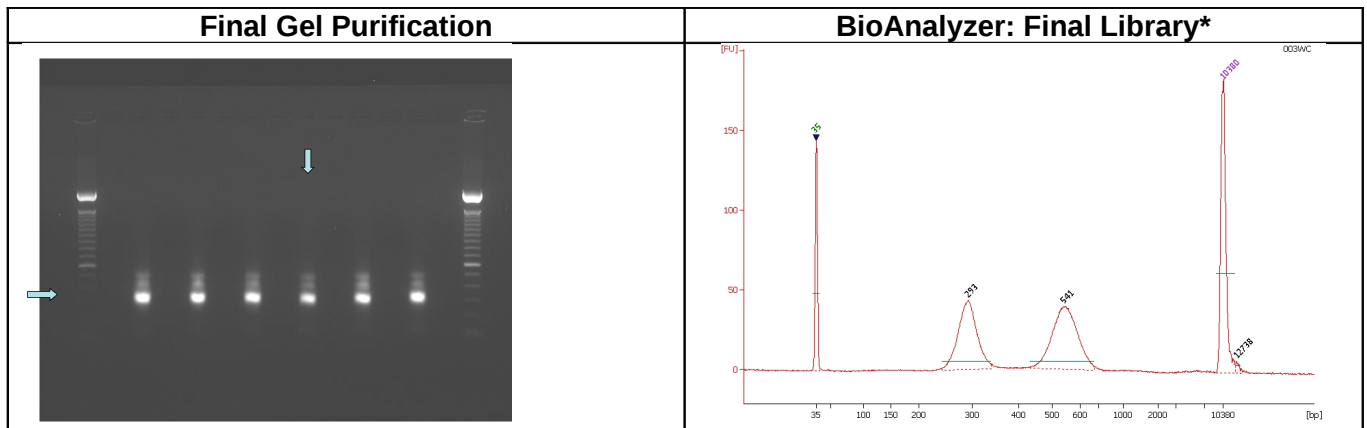 Final Gel Purification
BioAnalyzer: Final Library*
[FU]
003WC
35
10380
150
100
50
293
541
12738
0
35 100 150 200 300 400 500 600 1000 2000 10380 [bp]